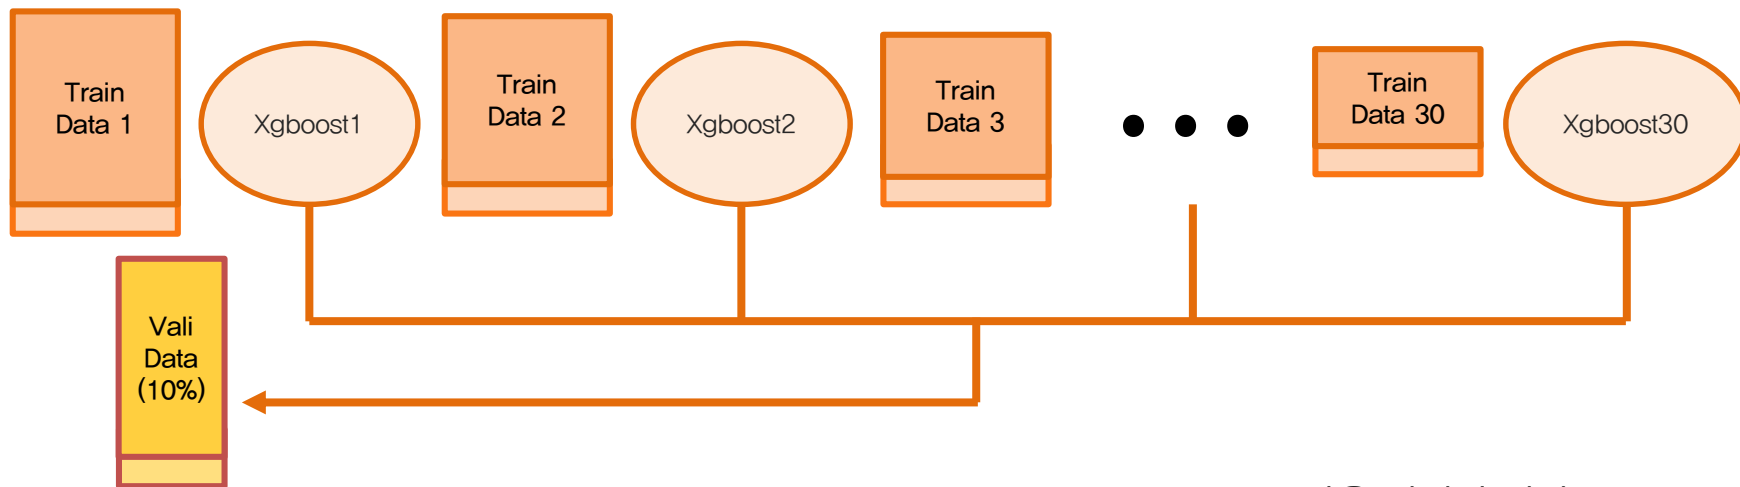 Train
Data 1
Xgboost1
Train
Data 2
Xgboost2
Train
Data 3
Train
Data 30
Xgboost30
Vali
Data
(10%)